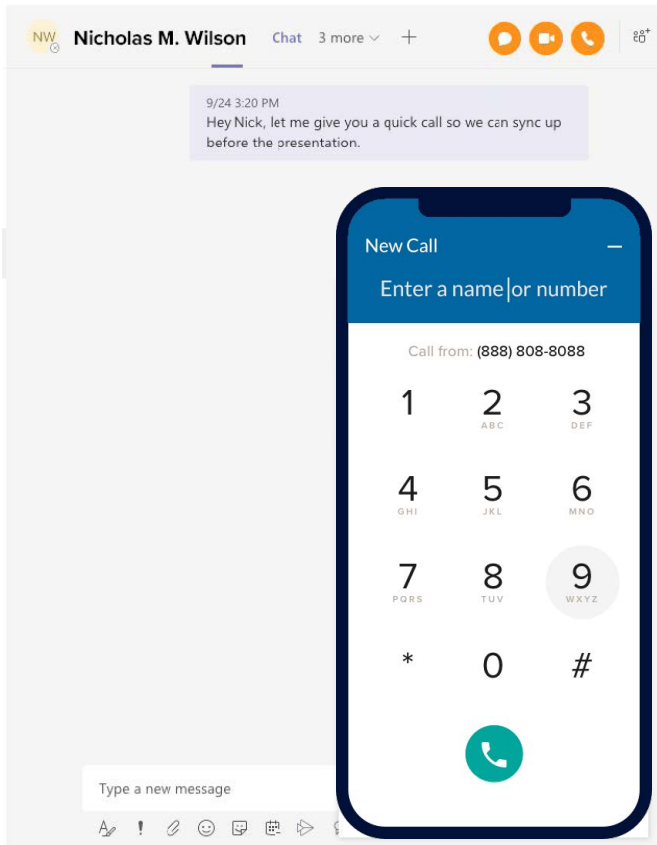 NW Nicholas M. Wilson Chat 3 more
9/24 3:20 PM
Hey Nick, let me give you a quick call so we can sync up
before the presentation.
New Call
Enter a name or number
Call from: (888) 808-8088
1 2 3
ABC DEF
4 5 6
GHI JKL MNO
7 8 9
PQRS TUV WXYZ
* 0 #
Type a new message